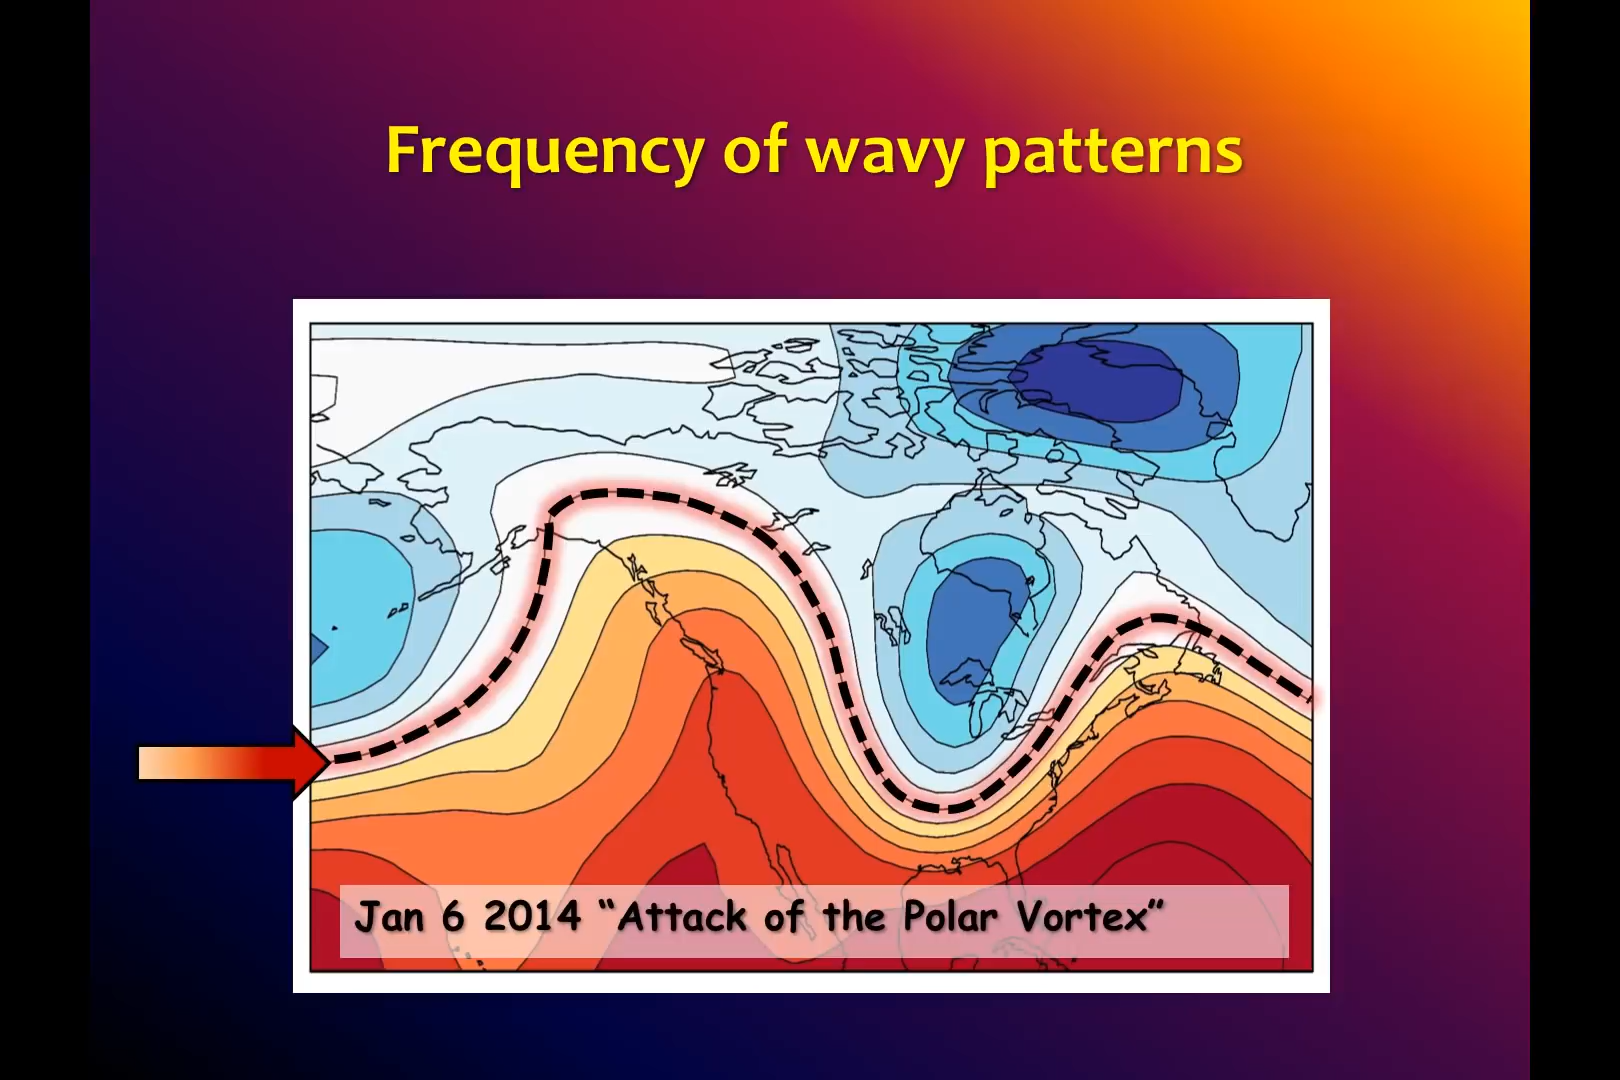 Frequency of wavy patterns
Jan 6 2014 “Attack of the Polar Vortex”